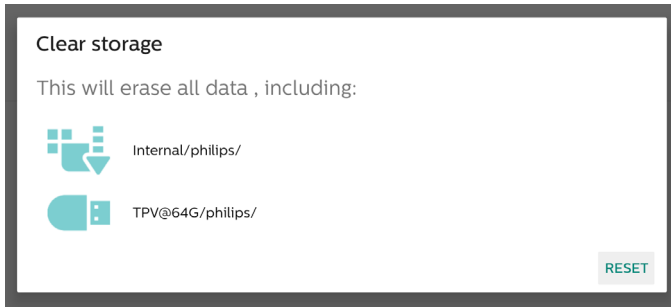 Clear storage
This will erase all data , including:
Internal/philips/
TPV@64G/philips/
RESET